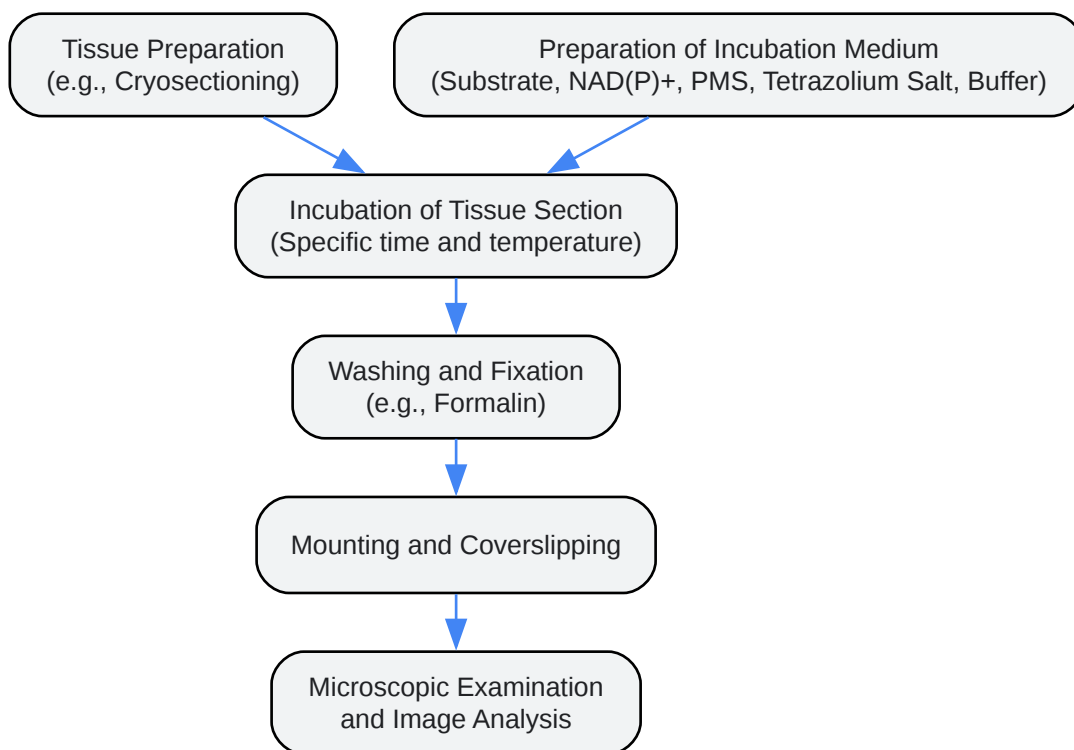 Tissue Preparation
(e.g., Cryosectioning)
Preparation of Incubation Medium
(Substrate, NAD(P)+, PMS, Tetrazolium Salt, Buffer)
Incubation of Tissue Section
(Specific time and temperature)
Washing and Fixation
(e.g., Formalin)
Mounting and Coverslipping
Microscopic Examination
and Image Analysis